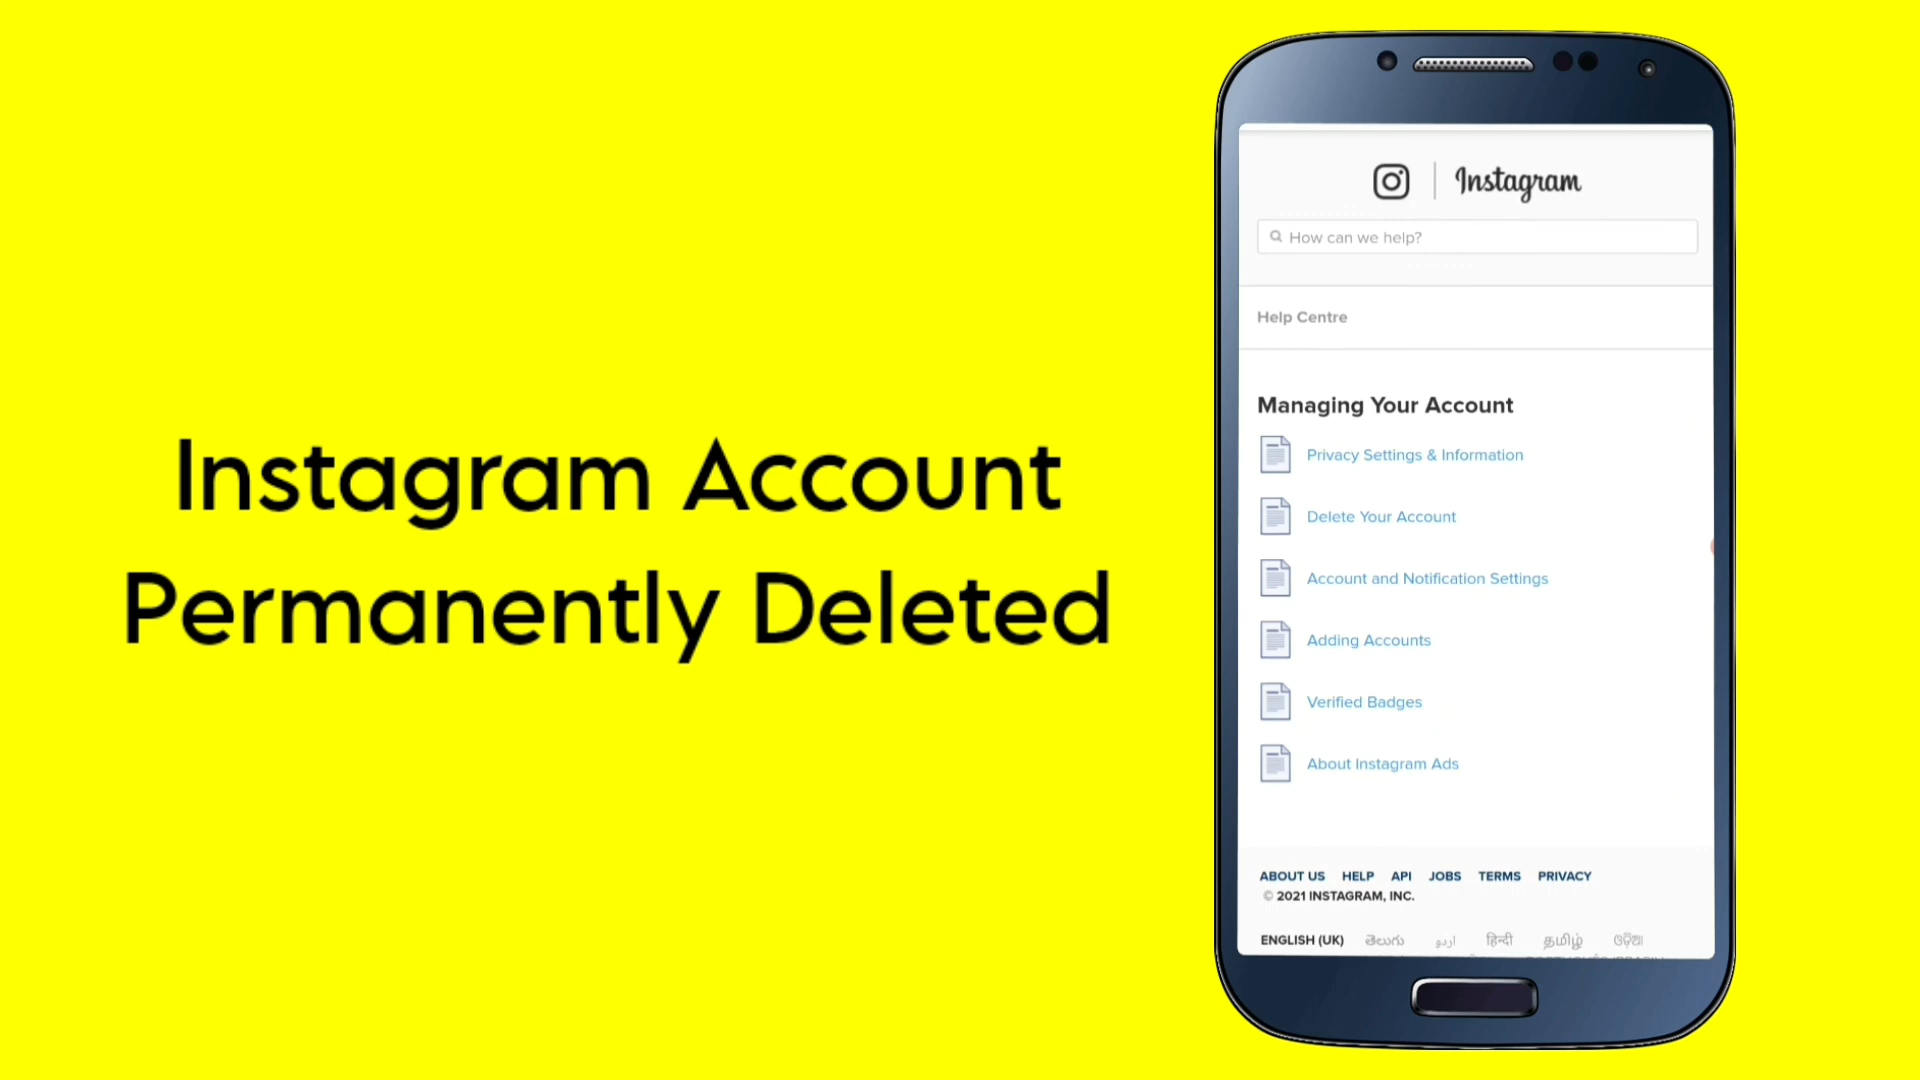 Instagram Account
Permanently Deleted
Instagram
How can we help?
Help Centre
Managing Your Account
Privacy Settings & Information
Delete Your Account
Account and Notification Settings
Adding Accounts
Verified Badges
About Instagram Ads
ABOUT US HELP API JOBS TERMS PRIVACY
© 2021 INSTAGRAM, INC.
ENGLISH (UK) తెలుగు اردو हिन्दी தமிழ் ଓଡ଼ିଆ